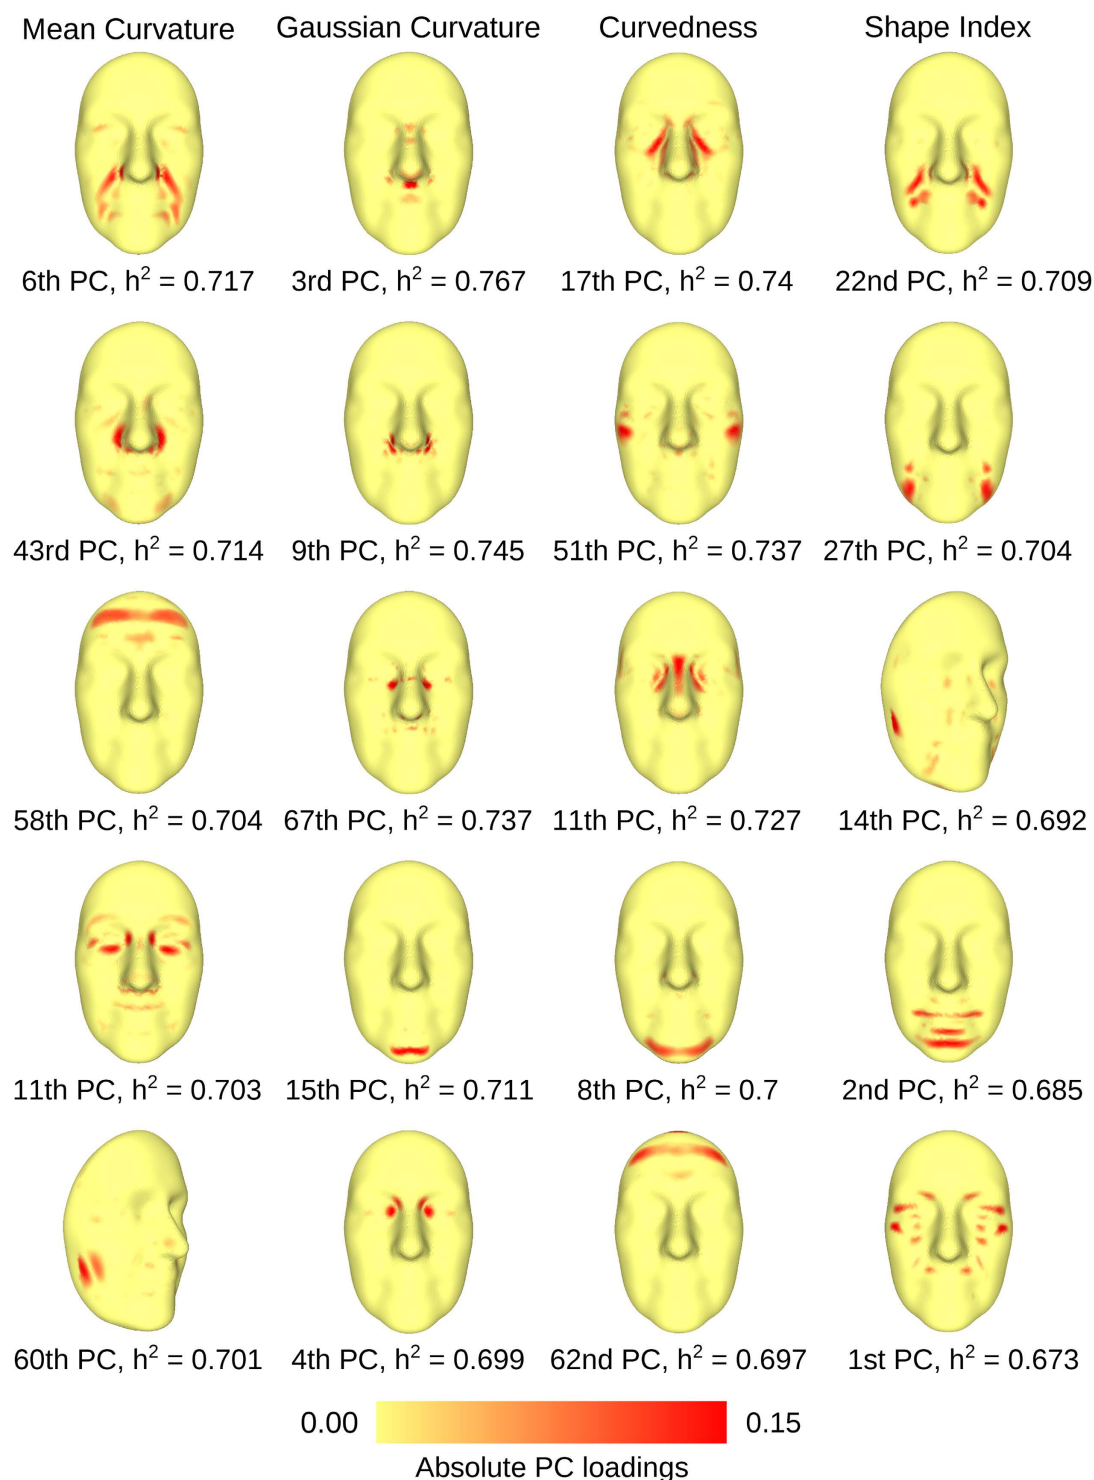 Mean Curvature Gaussian Curvature Curvedness Shape Index
6th PC, h² = 0.717 3rd PC, h² = 0.767 17th PC, h² = 0.74 22nd PC, h² = 0.709
43rd PC, h² = 0.714 9th PC, h² = 0.745 51th PC, h² = 0.737 27th PC, h² = 0.704
58th PC, h² = 0.704 67th PC, h² = 0.737 11th PC, h² = 0.727 14th PC, h² = 0.692
11th PC, h² = 0.703 15th PC, h² = 0.711 8th PC, h² = 0.7 2nd PC, h² = 0.685
60th PC, h² = 0.701 4th PC, h² = 0.699 62nd PC, h² = 0.697 1st PC, h² = 0.673
0.00 0.15
Absolute PC loadings